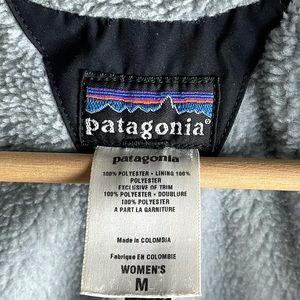 patagonia®
patagonia
100% POLYESTER • LINING 100%
POLYESTER
EXCLUSIVE OF TRIM
100% POLYESTER • DOUBLURE
100% POLYESTER
A PART LA GARNITURE
Made in COLOMBIA
Fabrique EN COLOMBIE
WOMEN'S
M